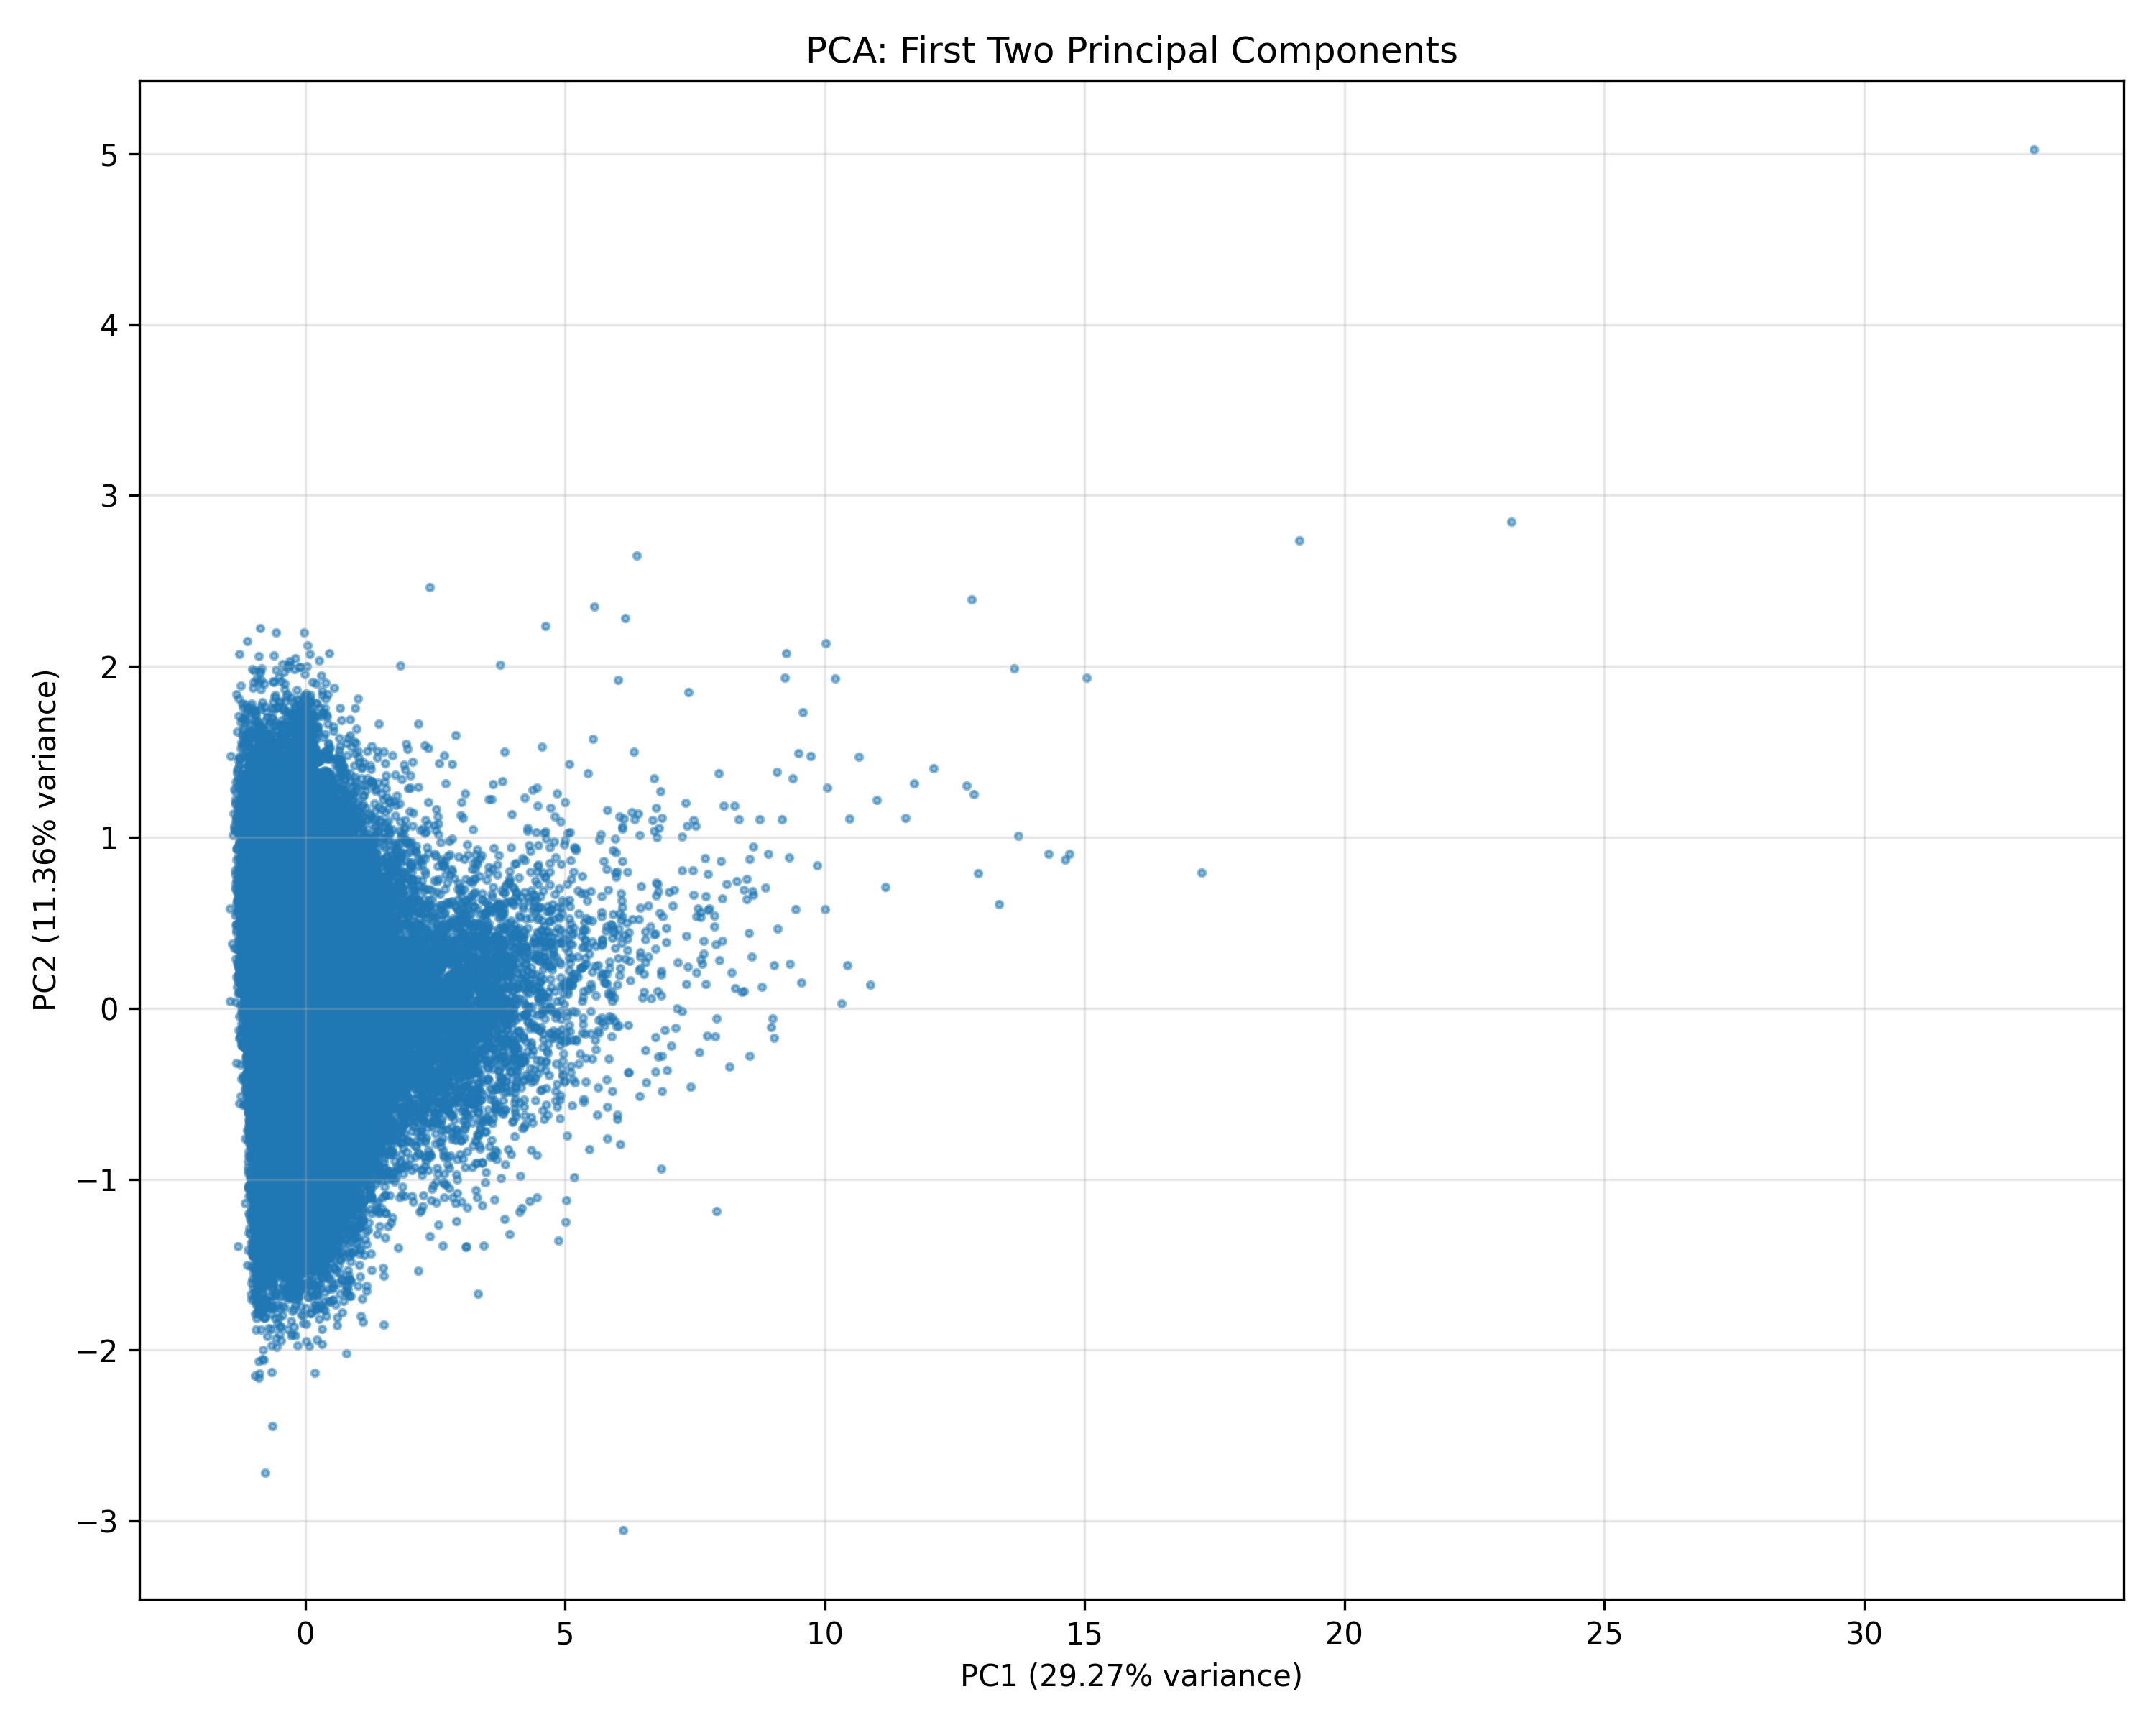 PCA: First Two Principal Components
5
4
3
2
1
0
−1
−2
−3
PC2 (11.36% variance)
0 5 10 15 20 25 30
PC1 (29.27% variance)